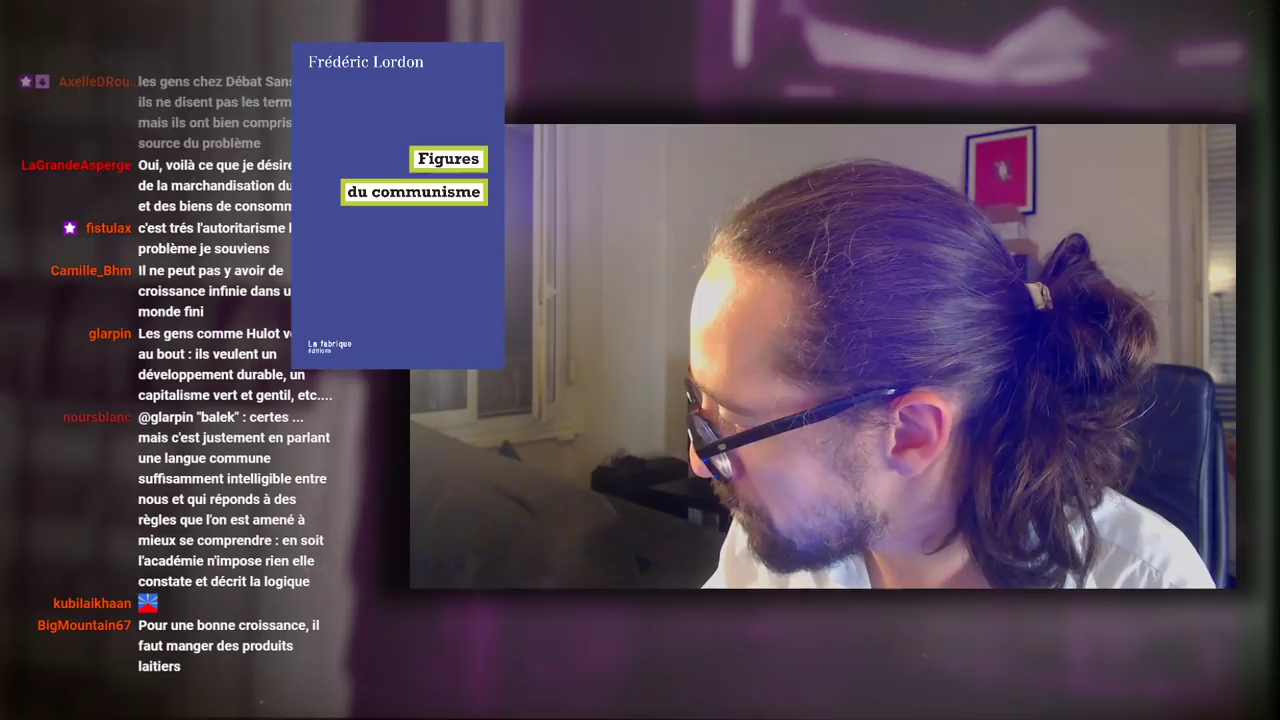 Frédéric Lordon
Figures
du communisme
La fabrique
éditions
AxelleDRou les gens chez Débat Sans
ils ne disent pas les term
mais ils ont bien compris
source du problème
LaGrandeAsperge Oui, voilà ce que je désire
de la marchandisation du
et des biens de consomm
fistulax c'est trés l'autoritarisme
problème je souviens
Camille_Bhm Il ne peut pas y avoir de
croissance infinie dans u
monde fini
glarpin Les gens comme Hulot v
au bout : ils veulent un
développement durable, un
capitalisme vert et gentil, etc....
noursblanc @glarpin "balek" : certes ...
mais c'est justement en parlant
une langue commune
suffisamment intelligible entre
nous et qui réponds à des
règles que l'on est amené à
mieux se comprendre : en soit
l'académie n'impose rien elle
constate et décrit la logique
kubilaikhaan
BigMountain67 Pour une bonne croissance, il
faut manger des produits
laitiers